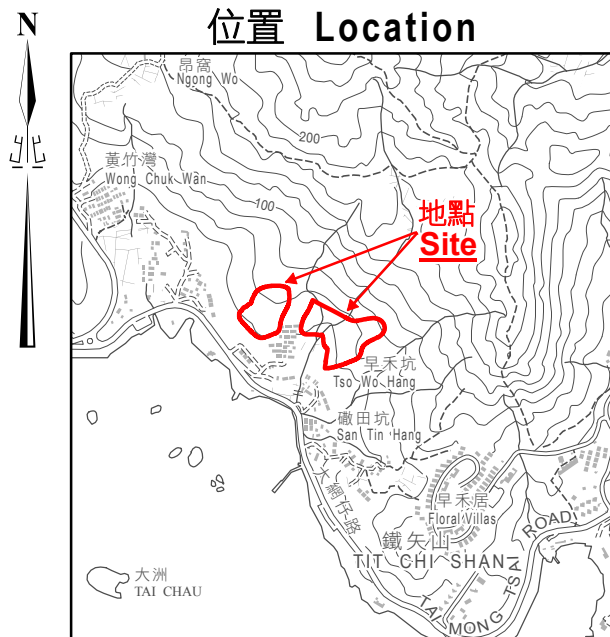 位置 Location
N
昂窩
Ngong Wo
200
黃竹灣
Wong Chuk Wan
100
地點
Site
早禾坑
Tso Wo Hang
䃟田坑
San Tin Hang
大網仔路
早禾居
Floral Villas
鐵矢山
TIT CHI SHAN
TAI MONG TSAI ROAD
大洲
TAI CHAU